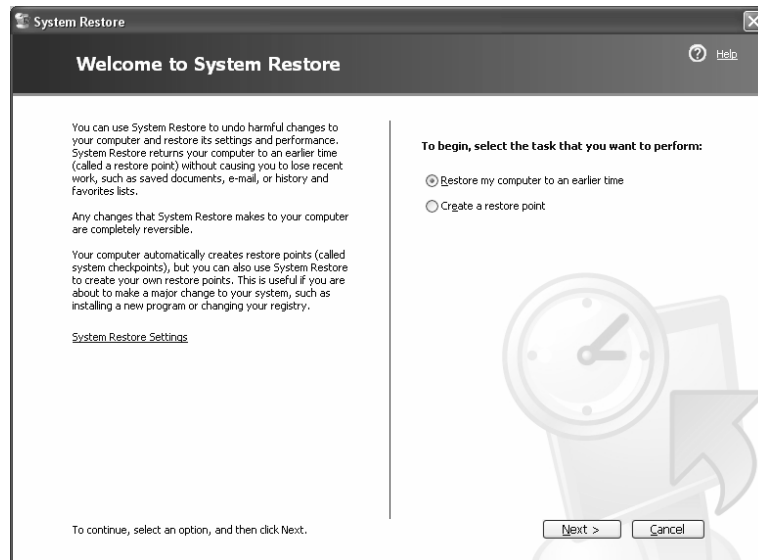 System Restore
Welcome to System Restore
Help
You can use System Restore to undo harmful changes to
your computer and restore its settings and performance.
System Restore returns your computer to an earlier time
(called a restore point) without causing you to lose recent
work, such as saved documents, e-mail, or history and
favorites lists.
Any changes that System Restore makes to your computer
are completely reversible.
Your computer automatically creates restore points (called
system checkpoints), but you can also use System Restore
to create your own restore points. This is useful if you are
about to make a major change to your system, such as
installing a new program or changing your registry.
System Restore Settings
To begin, select the task that you want to perform:
Restore my computer to an earlier time
Create a restore point
To continue, select an option, and then click Next.
Next >
Cancel